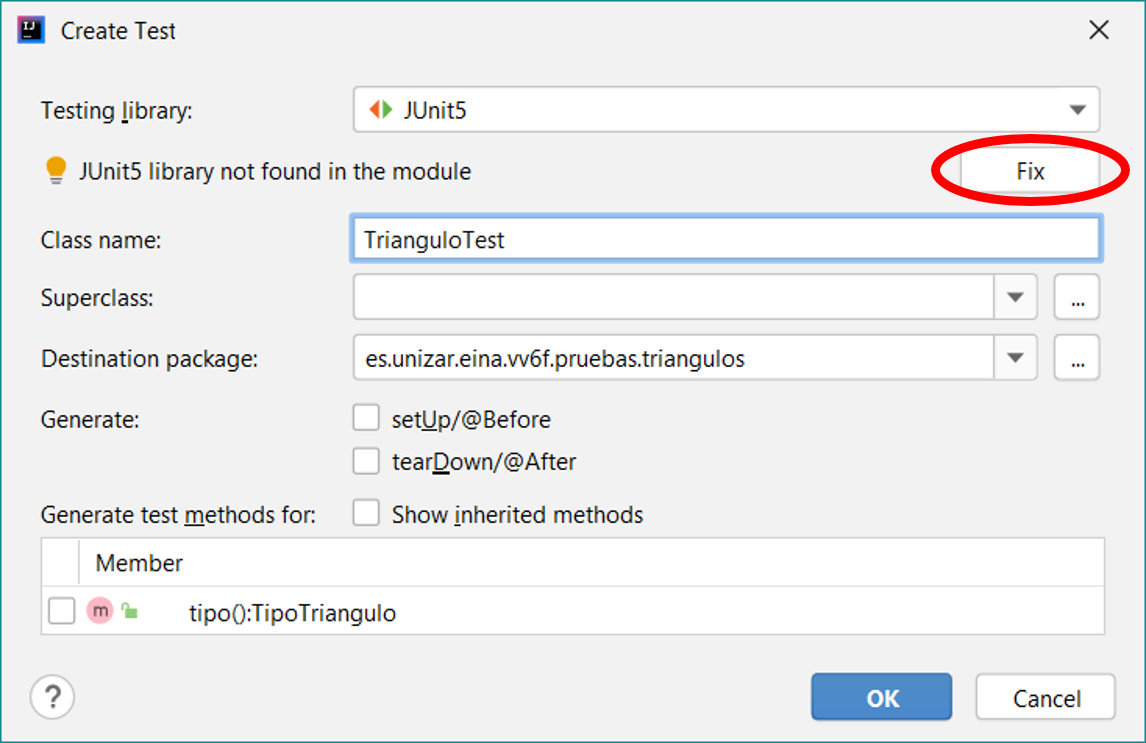 IJ
Create Test
Testing library: JUnit5
JUnit5 library not found in the module Fix
Class name: TrianguloTest
Superclass: ...
Destination package: es.unizar.eina.vv6f.pruebas.triangulos ...
Generate: setUp/@Before
tearDown/@After
Generate test methods for: Show inherited methods
Member
m tipo():TipoTriangulo
? OK Cancel